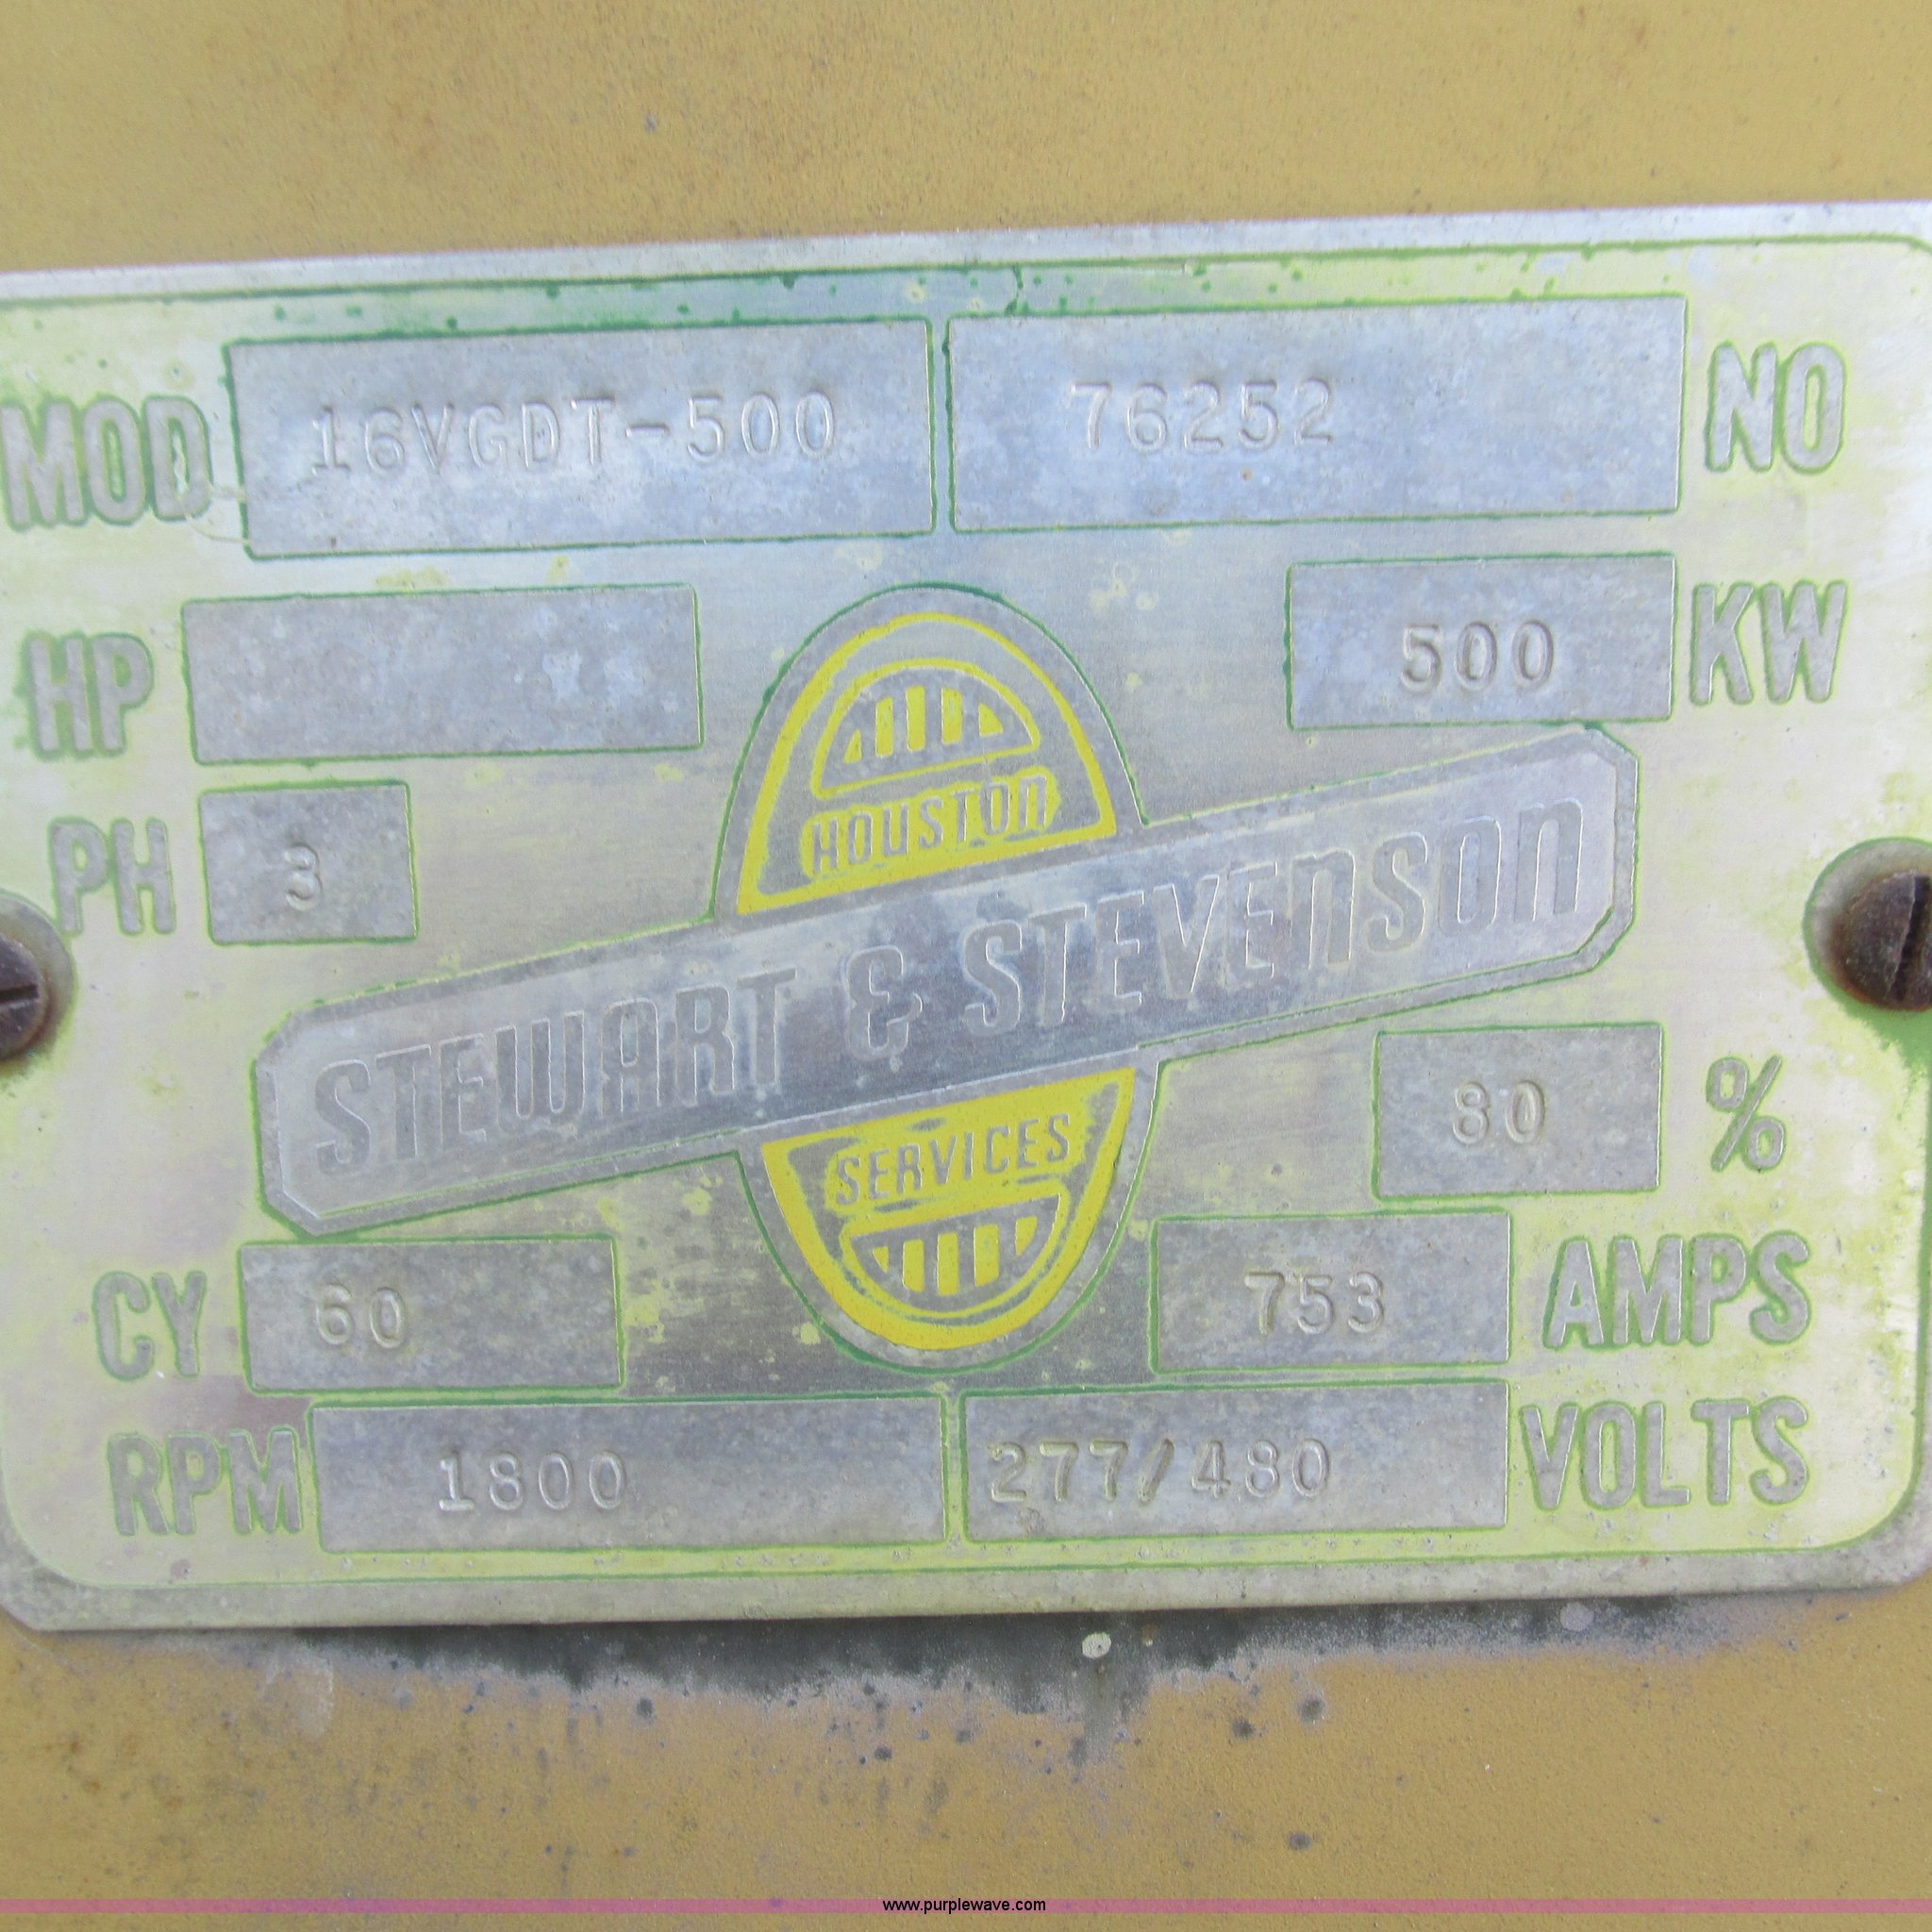 MOD 16VGDT-500 76252 NO
HP 500 KW
HOUSTON
PH 3
STEWART & STEVENSON
80 %
SERVICES
CY 60 753 AMPS
RPM 1800 277/480 VOLTS
www.purplewave.com